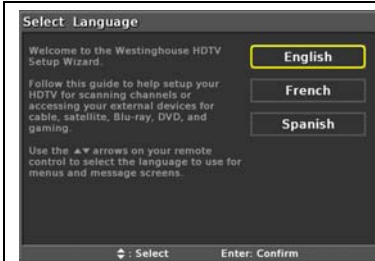 Select Language
Welcome to the Westinghouse HDTV
Setup Wizard.
Follow this guide to help setup your
HDTV for scanning channels or
accessing your external devices for
cable, satellite, Blu-ray, DVD, and
gaming.
Use the ▲▼ arrows on your remote
control to select the language to use for
menus and message screens.
English
French
Spanish
: Select Enter: Confirm